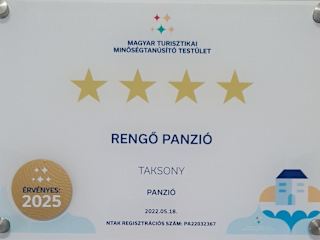 MAGYAR TURISZTIKAI
MINŐSÉGTANÚSÍTÓ TESTÜLET
RENGŐ PANZIÓ
TAKSONY
PANZIÓ
2022.05.18.
NTAK REGISZTRÁCIÓS SZÁM: PA22032367
ÉRVÉNYES:
2025